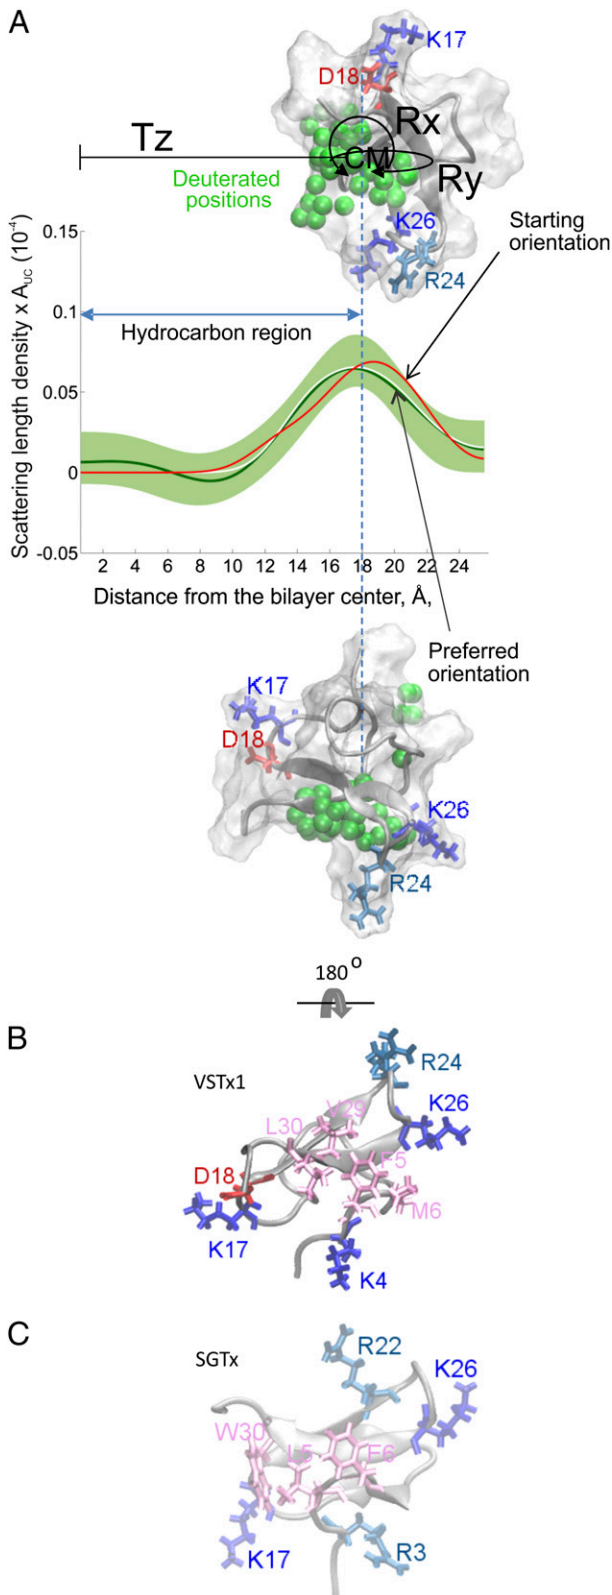 A
K17
D18
Rx
Tz
CM
Ry
Deuterated
positions
K26
R24
Starting
orientation
Scattering length density x AUC (10-4)
0.15
0.1
Hydrocarbon region
0.05
0
-0.05
2 4 6 8 10 12 14 16 18 20 22 24
Distance from the bilayer center, Å,
Preferred
orientation
K17
D18
K26
R24
180 o
B
VSTx1
R24
K26
V29
L30
F5
D18
M6
K17
K4
C
SGTx
R22
K26
W30
L5
F6
K17
R3